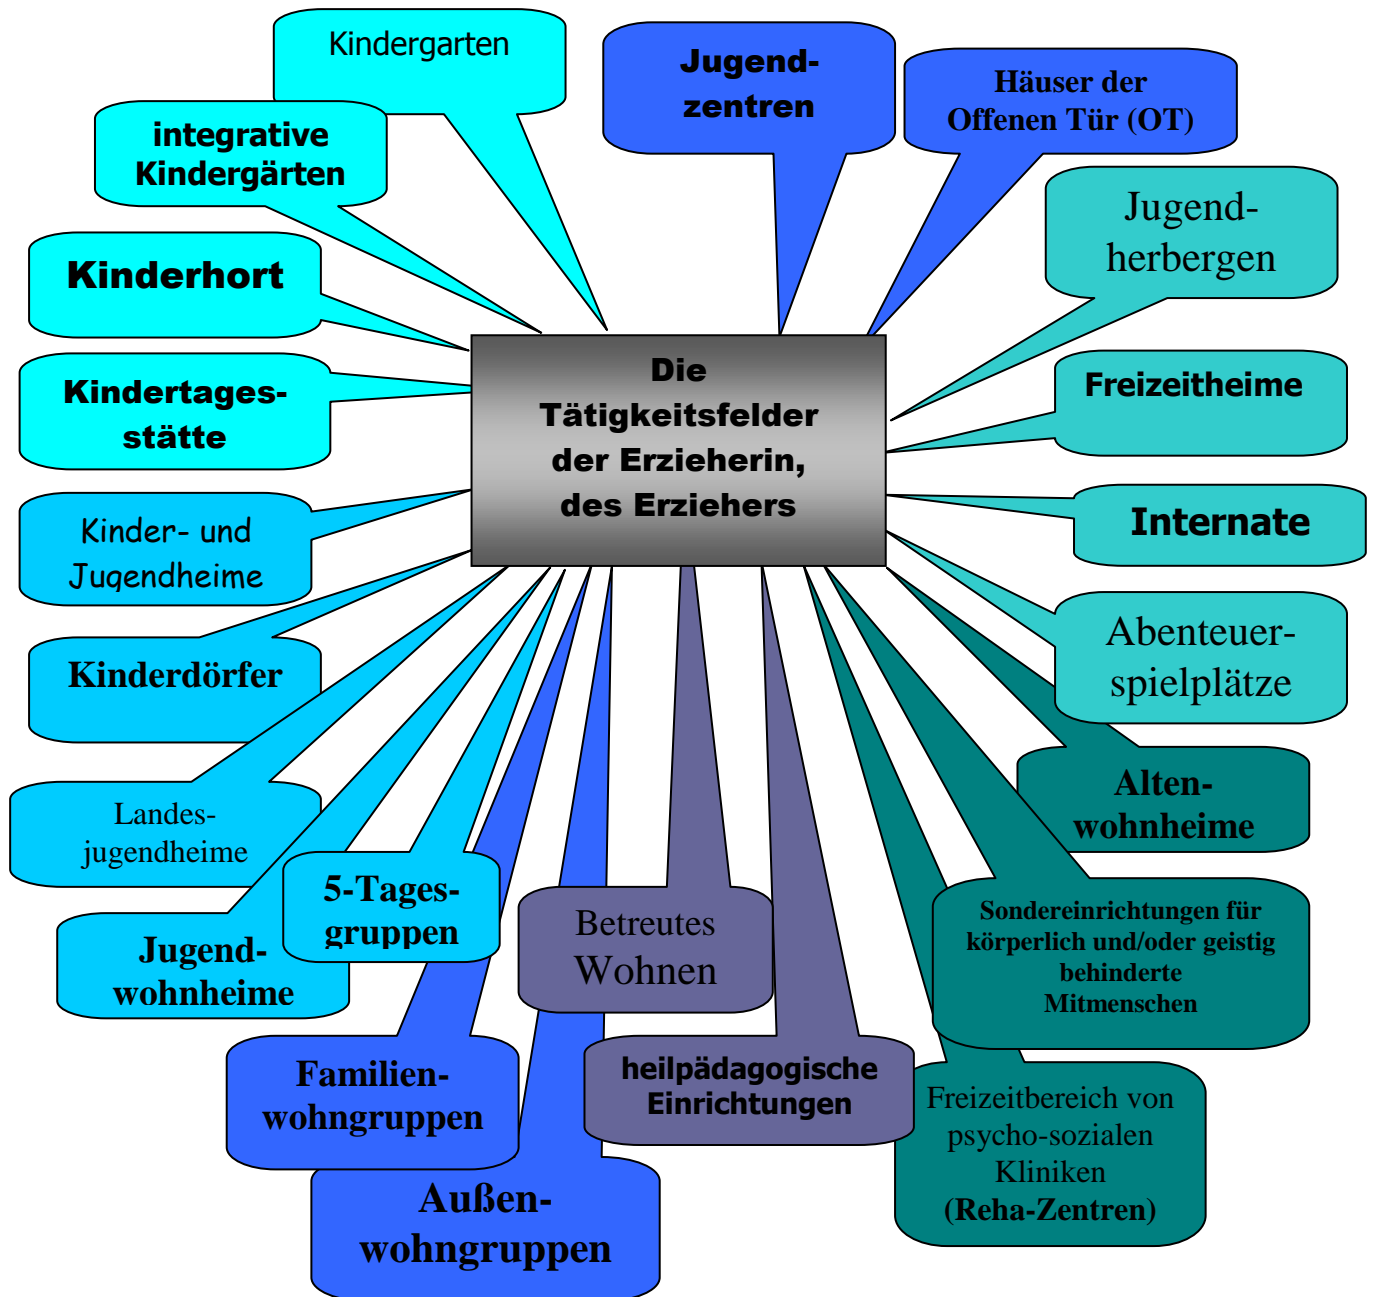 Kindergarten
Jugend-
zentren
Häuser der
Offenen Tür (OT)
integrative
Kindergärten
Jugend-
herbergen
Kinderhort
Die
Tätigkeitsfelder
der Erzieherin,
des Erziehers
Kindertages-
stätte
Freizeitheime
Kinder- und
Jugendheime
Internate
Kinderdörfer
Abenteuer-
spielplätze
Landes-
jugendheime
Alten-
wohnheime
5-Tages-
gruppen
Jugend-
wohnheime
Betreutes
Wohnen
Sondereinrichtungen für
körperlich und/oder geistig
behinderte
Mitmenschen
Familien-
wohngruppen
heilpädagogische
Einrichtungen
Freizeitbereich von
psycho-sozialen
Kliniken
(Reha-Zentren)
Außen-
wohngruppen